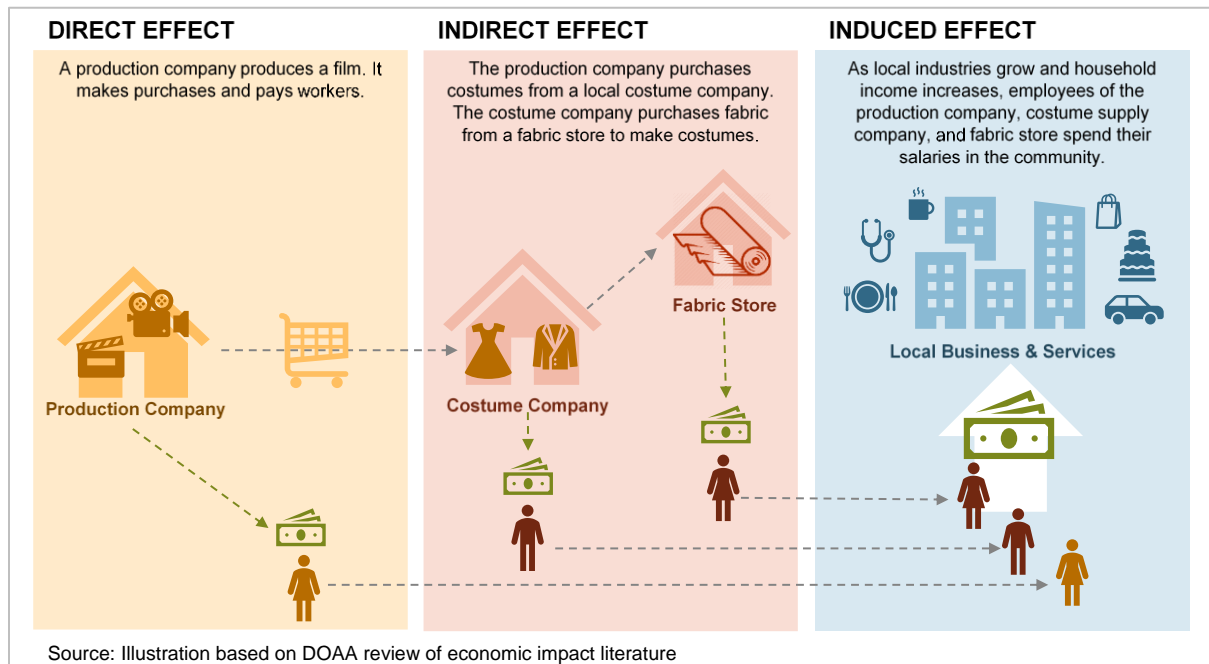 DIRECT EFFECT
A production company produces a film. It
makes purchases and pays workers.
Production Company
INDIRECT EFFECT
The production company purchases
costumes from a local costume company.
The costume company purchases fabric
from a fabric store to make costumes.
Fabric Store
Costume Company
INDUCED EFFECT
As local industries grow and household
income increases, employees of the
production company, costume supply
company, and fabric store spend their
salaries in the community.
Local Business & Services
Source: Illustration based on DOAA review of economic impact literature